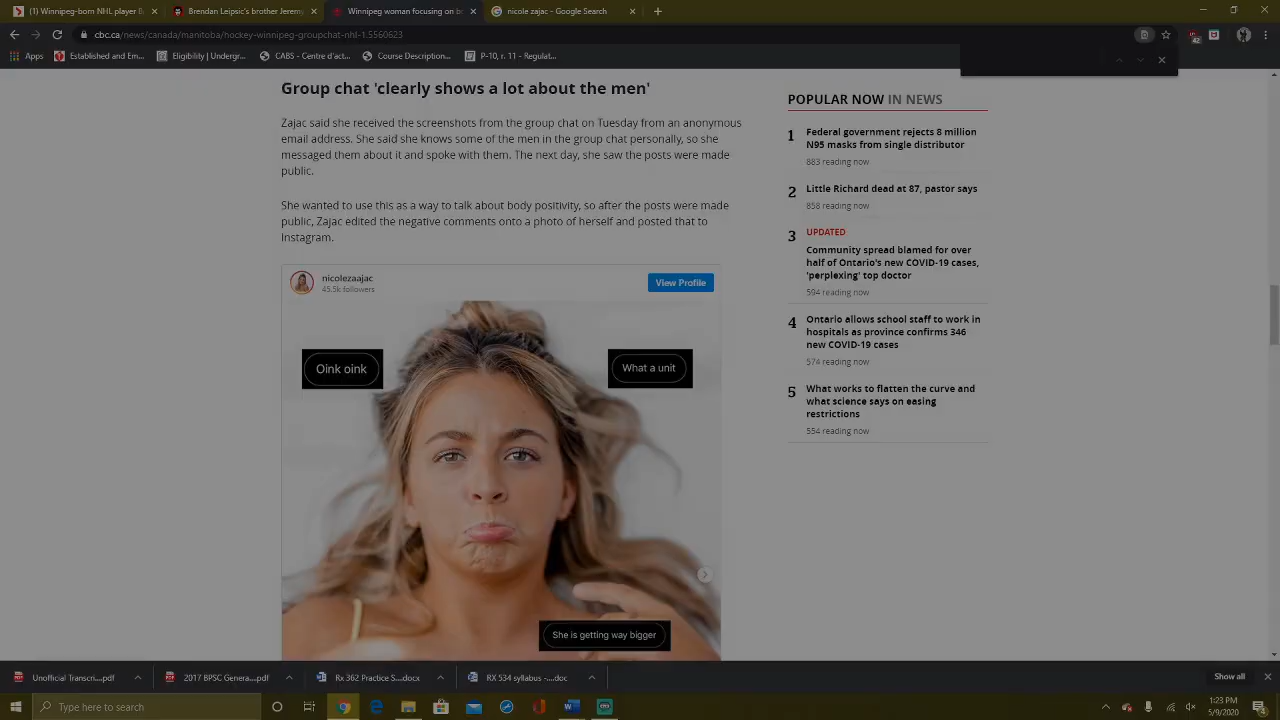 (1) Winnipeg-born NHL player B
Brendan Leipsic's brother Jeremy
Winnipeg woman focusing on b
nicole zajac - Google Search
cbc.ca/news/canada/manitoba/hockey-winnipeg-groupchat-nhl-1.5560623
42
Apps
Established and Em...
Eligibility | Undergr...
CABS - Centre d'act...
Course Description...
P-10, r. 11 - Regulat...
Group chat 'clearly shows a lot about the men'
Zajac said she received the screenshots from the group chat on Tuesday from an anonymous
email address. She said she knows some of the men in the group chat personally, so she
messaged them about it and spoke with them. The next day, she saw the posts were made
public.
She wanted to use this as a way to talk about body positivity, so after the posts were made
public, Zajac edited the negative comments onto a photo of herself and posted that to
Instagram.
nicolezaajac
45.5k followers
View Profile
Oink oink
What a unit
She is getting way bigger
POPULAR NOW IN NEWS
1
Federal government rejects 8 million
N95 masks from single distributor
883 reading now
2
Little Richard dead at 87, pastor says
858 reading now
3
UPDATED
Community spread blamed for over
half of Ontario's new COVID-19 cases,
'perplexing' top doctor
594 reading now
4
Ontario allows school staff to work in
hospitals as province confirms 346
new COVID-19 cases
574 reading now
5
What works to flatten the curve and
what science says on easing
restrictions
554 reading now
Unofficial Transcri....pdf
2017 BPSC Genera....pdf
Rx 362 Practice S....docx
RX 534 syllabus -....doc
Show all
Type here to search
1:23 PM
5/9/2020